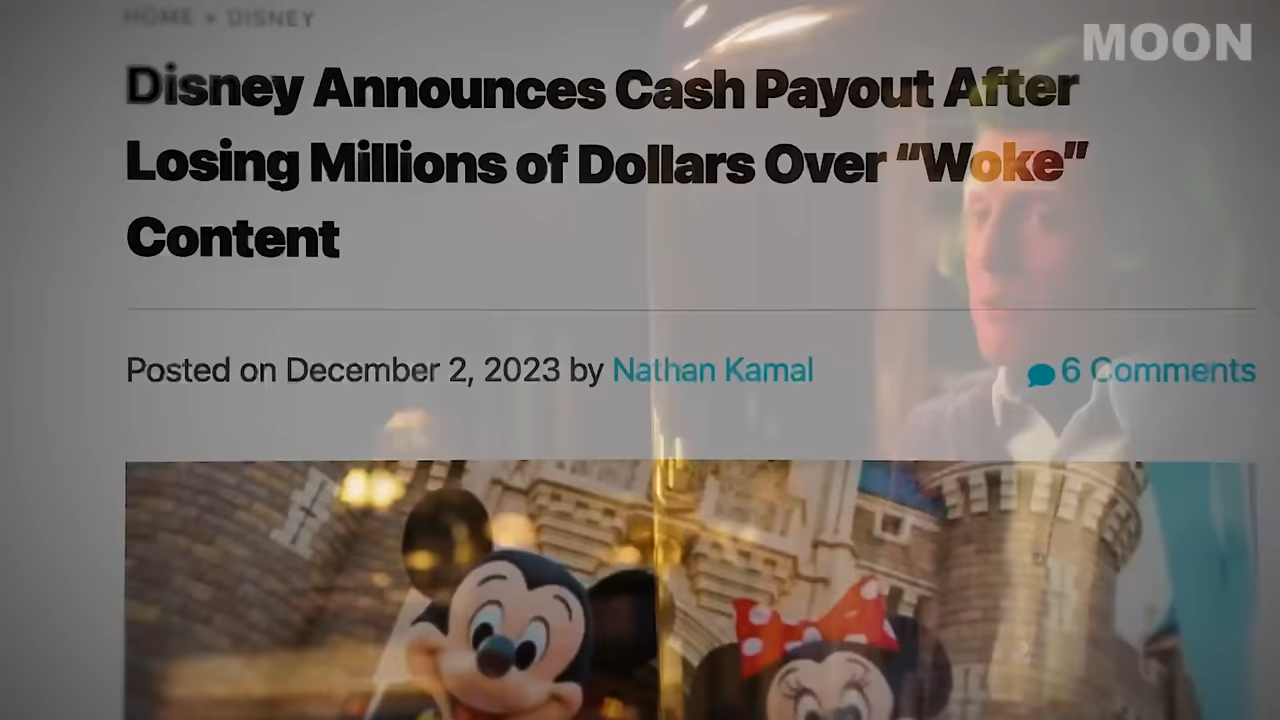 HOME » DISNEY
MOON
Disney Announces Cash Payout After
Losing Millions of Dollars Over “Woke”
Content
Posted on December 2, 2023 by Nathan Kamal
6 Comments